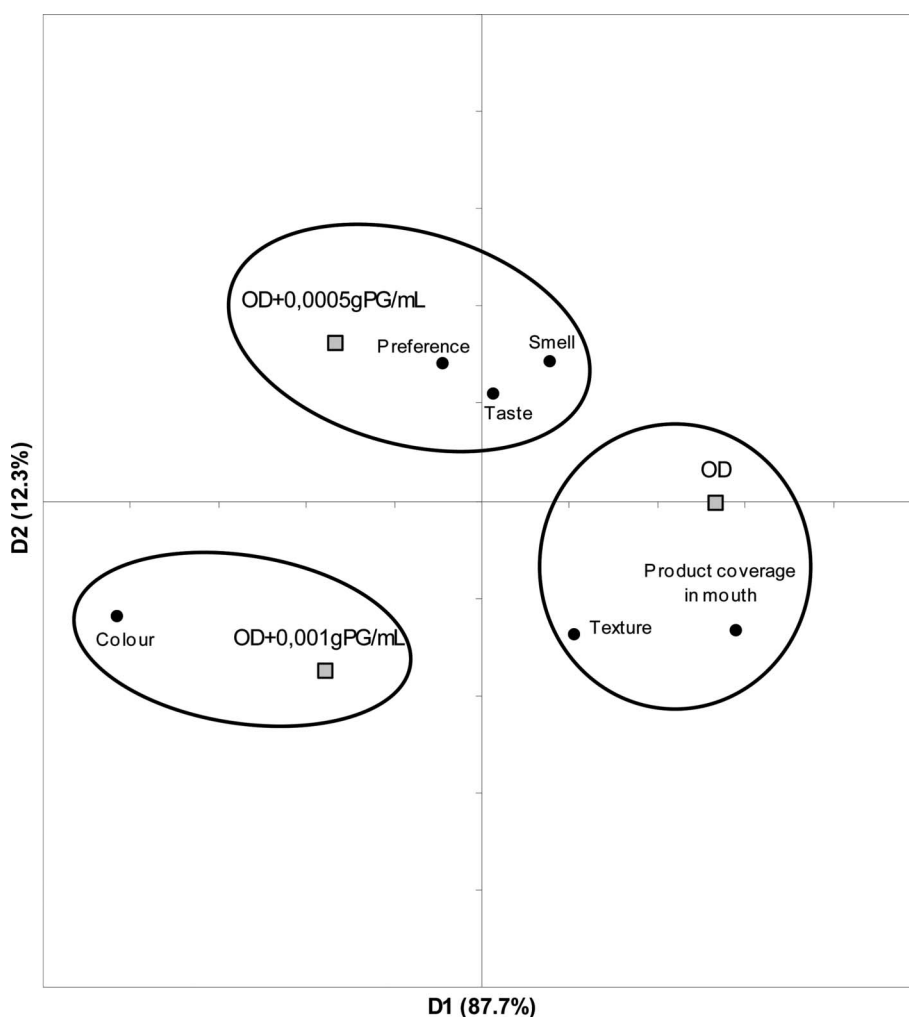 OD+0,0005gPG/mL
Preference
Smell
Taste
OD
Product coverage
in mouth
Texture
Colour
OD+0,001gPG/mL
D2 (12.3%)
D1 (87.7%)